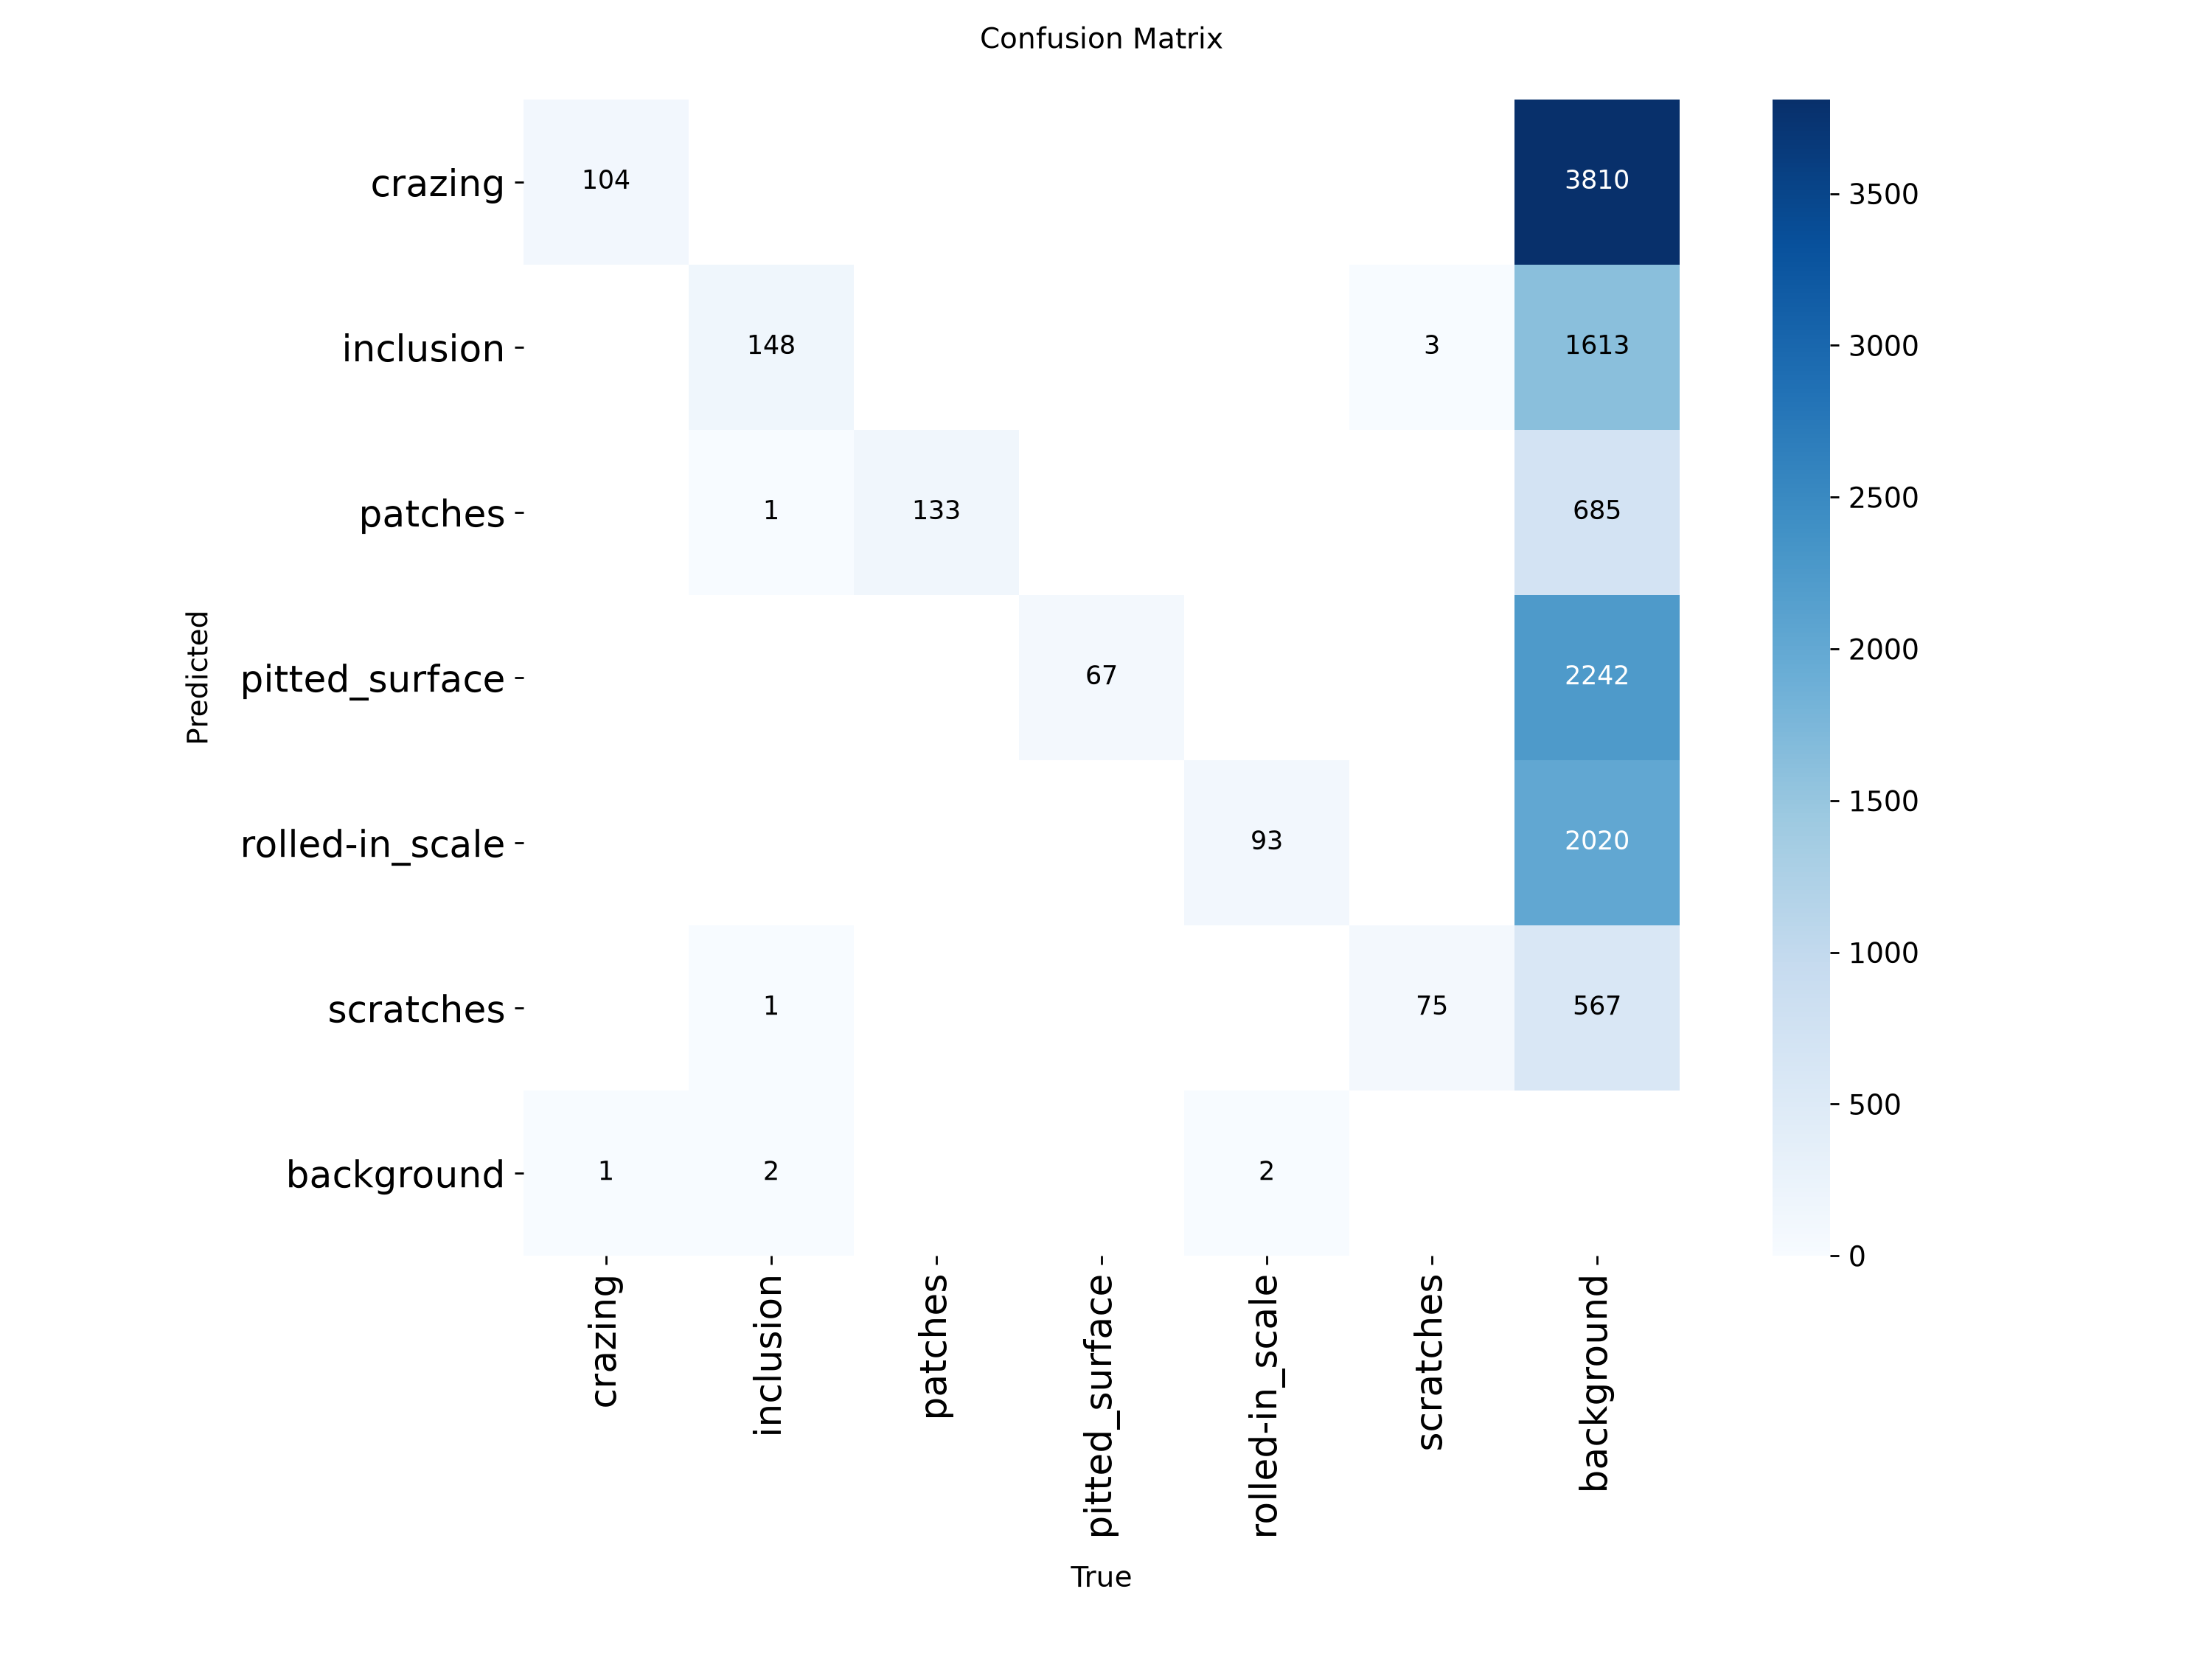 Confusion Matrix
crazing
104
3810
inclusion
148
3
1613
patches
1
133
685
pitted_surface
67
2242
rolled-in_scale
93
2020
scratches
1
75
567
background
1
2
2
Predicted
crazing
inclusion
patches
pitted_surface
rolled-in_scale
scratches
background
True
3500
3000
2500
2000
1500
1000
500
0